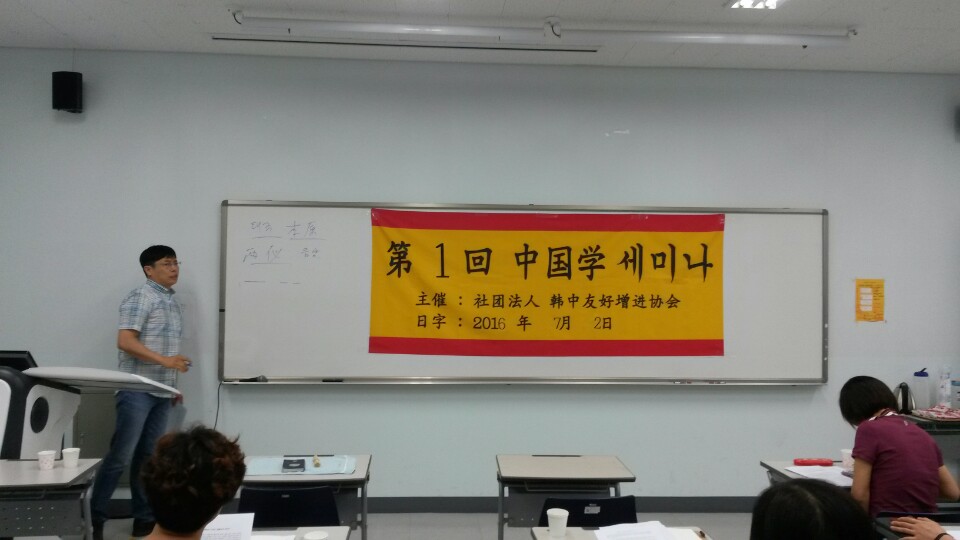 第 1 回 中国学 세미나
主催 : 社团法人 韩中友好增进协会
日字 : 2016 年 7月 2日